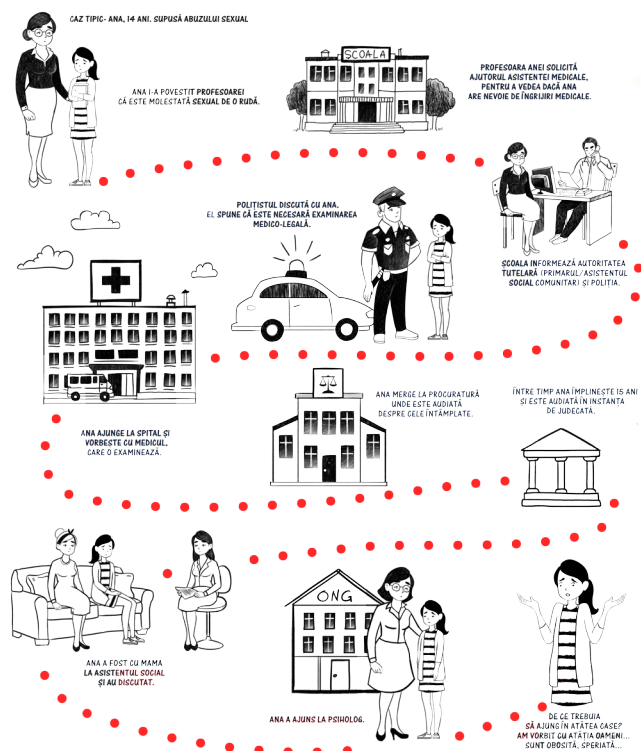 CAZ TIPIC- ANA, 14 ANI. SUPUSĂ ABUZULUI SEXUAL
ANA I-A POVESTIT PROFESOAREI
CĂ ESTE MOLESTATĂ SEXUAL DE O RUDĂ.
ȘCOALA
PROFESOARA ANEI SOLICITĂ
AJUTORUL ASISTENTEI MEDICALE,
PENTRU A VEDEA DACĂ ANA
ARE NEVOIE DE ÎNGRIJIRI MEDICALE.
ȘCOALA INFORMEAZĂ AUTORITATEA
TUTELARĂ (PRIMARUL/ASISTENTUL
SOCIAL COMUNITAR) ȘI POLIȚIA.
POLIȚISTUL DISCUTĂ CU ANA.
EL SPUNE CĂ ESTE NECESARĂ EXAMINAREA
MEDICO-LEGALĂ.
ANA AJUNGE LA SPITAL ȘI
VORBEȘTE CU MEDICUL,
CARE O EXAMINEAZĂ.
ANA MERGE LA PROCURATURĂ
UNDE ESTE AUDIATĂ
DESPRE CELE ÎNTÂMPLATE.
ÎNTRE TIMP ANA ÎMPLINEȘTE 15 ANI
ȘI ESTE AUDIATĂ ÎN INSTANȚA
DE JUDECATĂ.
ANA A FOST CU MAMA
LA ASISTENTUL SOCIAL
ȘI AU DISCUTAT.
ONG
ANA A AJUNS LA PSIHOLOG.
DE CE TREBUIA
SĂ AJUNG ÎN ATÂTEA CASE?
AM VORBIT CU ATÂȚIA OAMENI...
SUNT OBOSITĂ, SPERIATĂ...